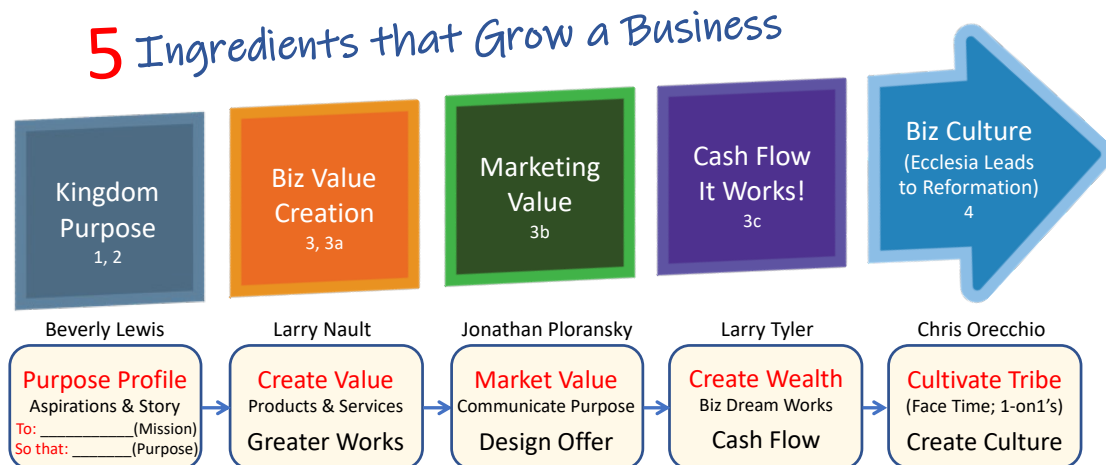 5 Ingredients that Grow a Business
Kingdom
Purpose
1, 2
Biz Value
Creation
3, 3a
Marketing
Value
3b
Cash Flow
It Works!
3c
Biz Culture
(Ecclesia Leads
to Reformation)
4
Beverly Lewis
Larry Nault
Jonathan Ploransky
Larry Tyler
Chris Orecchio
Purpose Profile
Aspirations & Story
To: ___________(Mission)
So that: _______(Purpose)
Create Value
Products & Services
Greater Works
Market Value
Communicate Purpose
Design Offer
Create Wealth
Biz Dream Works
Cash Flow
Cultivate Tribe
(Face Time; 1-on1's)
Create Culture